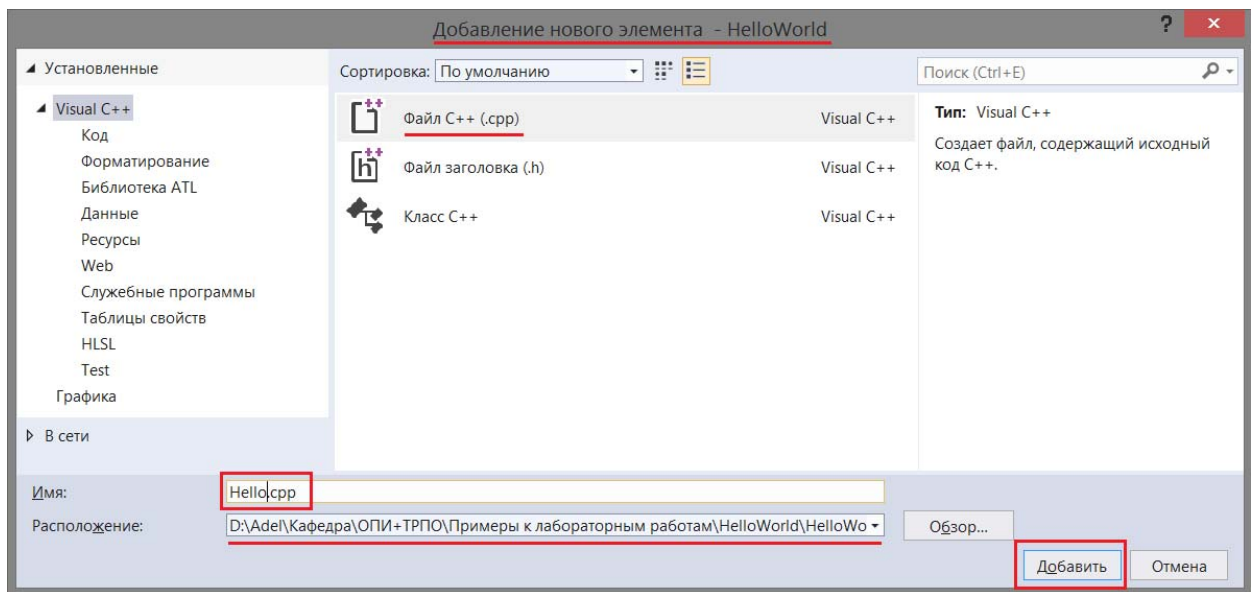 Добавление нового элемента - HelloWorld
?
Установленные
Сортировка: По умолчанию
Поиск (Ctrl+E)
Visual C++
Код
Форматирование
Библиотека ATL
Данные
Ресурсы
Web
Служебные программы
Таблицы свойств
HLSL
Test
Графика
В сети
Файл C++ (.cpp) Visual C++
Файл заголовка (.h) Visual C++
Класс C++ Visual C++
Тип: Visual C++
Создает файл, содержащий исходный
код C++.
Имя: Hello.cpp
Расположение: D:\Adel\Кафедра\ОПИ+ТРПО\Примеры к лабораторным работам\HelloWorld\HelloWo
Обзор...
Добавить Отмена